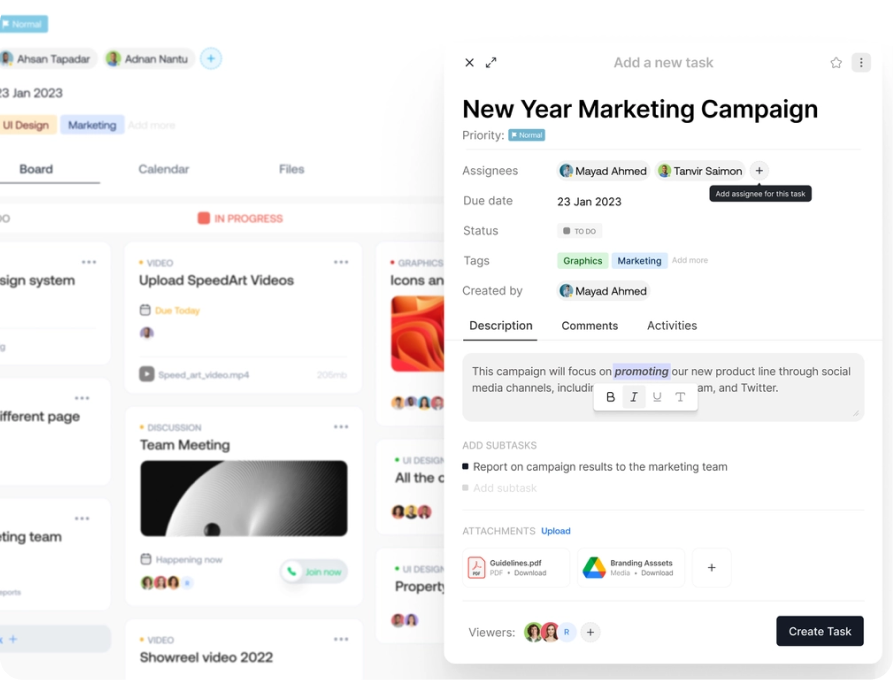 Normal
Ahsan Tapadar
Adnan Nantu
23 Jan 2023
UI Design
Marketing
Add more
Board
Calendar
Files
IN PROGRESS
sign system
ifferent page
eting team
eports
VIDEO
Upload SpeedArt Videos
Due Today
Speed_art_video.mp4
DISCUSSION
Team Meeting
Happening now
Join now
VIDEO
Showreel video 2022
GRAPHICS
Icons an
UI DESIGN
All the c
UI DESIGN
Property
Add a new task
New Year Marketing Campaign
Priority: Normal
Assignees Mayad Ahmed Tanvir Saimon +
Add assignee for this task
Due date 23 Jan 2023
Status TO DO
Tags Graphics Marketing Add more
Created by Mayad Ahmed
Description Comments Activities
This campaign will focus on promoting our new product line through social
media channels, includin am, and Twitter.
B I U T
ADD SUBTASKS
Report on campaign results to the marketing team
Add subtask
ATTACHMENTS Upload
Guidelines.pdf
PDF • Download
Branding Asssets
Media • Download
+
Viewers: R +
Create Task